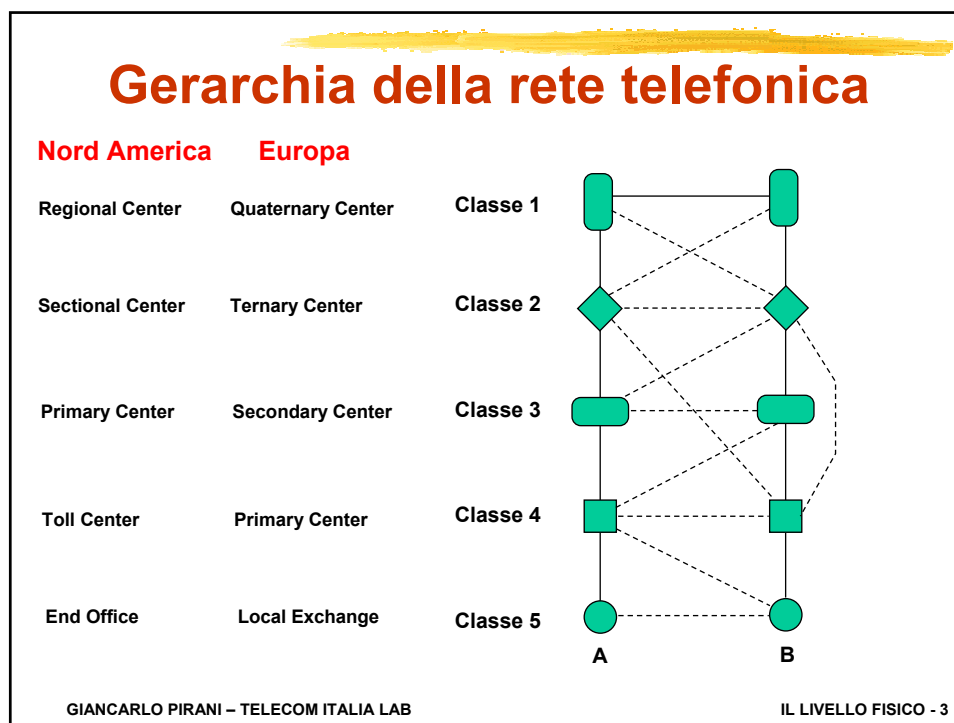 Gerarchia della rete telefonica
Nord America Europa
Regional Center Quaternary Center Classe 1
Sectional Center Ternary Center Classe 2
Primary Center Secondary Center Classe 3
Toll Center Primary Center Classe 4
End Office Local Exchange Classe 5
A B
GIANCARLO PIRANI – TELECOM ITALIA LAB IL LIVELLO FISICO - 3